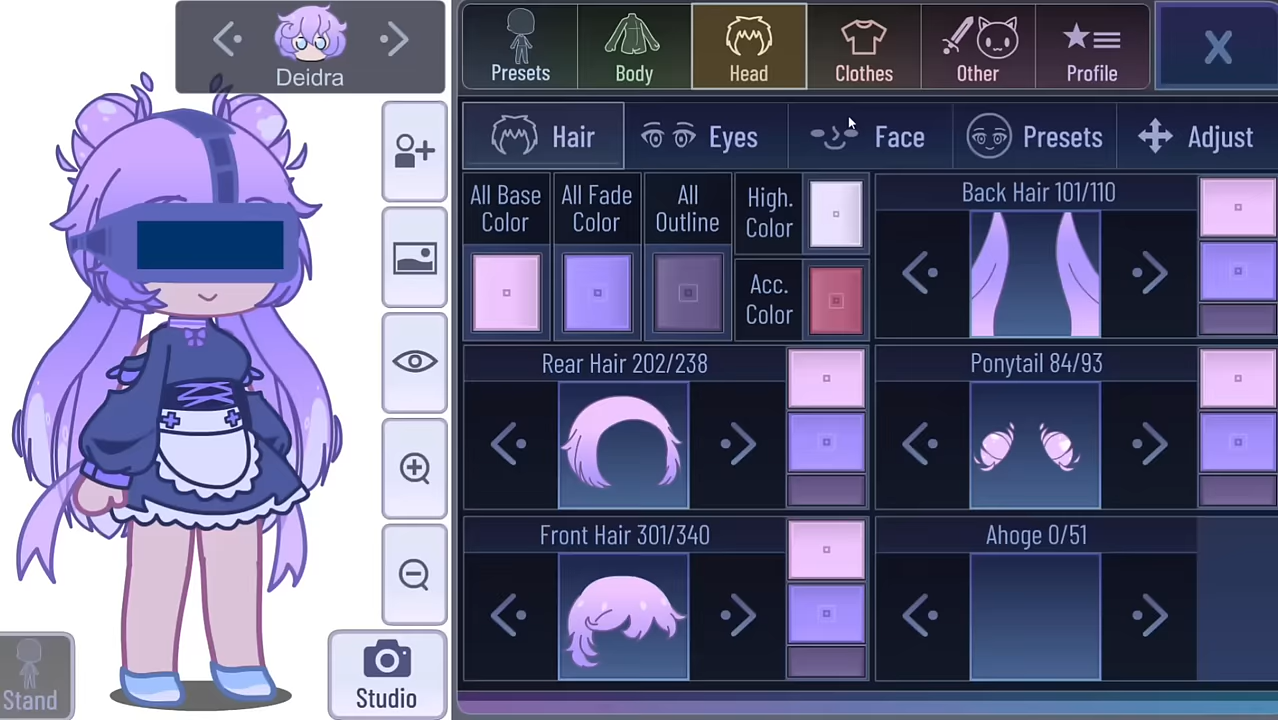 Deidra
Presets
Body
Head
Clothes
Other
Profile
X
Hair
Eyes
Face
Presets
Adjust
All Base
Color
All Fade
Color
All
Outline
High.
Color
Acc.
Color
Back Hair 101/110
Rear Hair 202/238
Ponytail 84/93
Front Hair 301/340
Ahoge 0/51
Stand
Studio